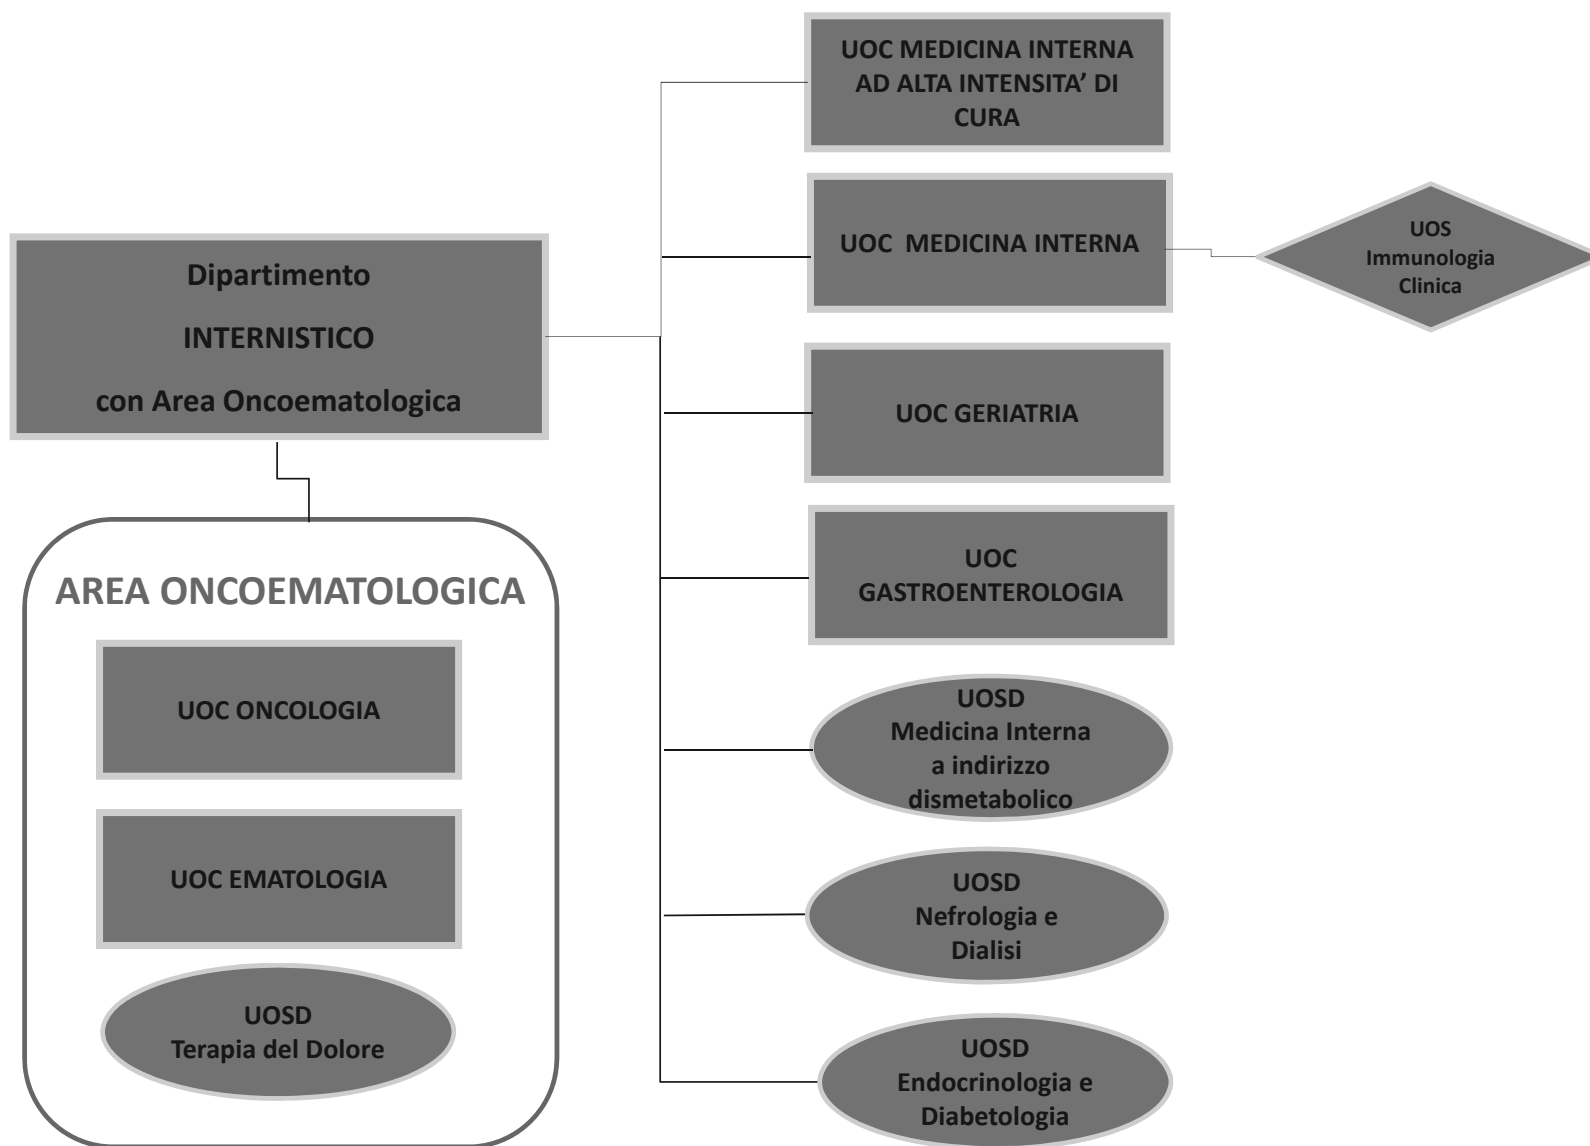 Dipartimento
INTERNISTICO
con Area Oncoematologica
AREA ONCOEMATOLOGICA
UOC ONCOLOGIA
UOC EMATOLOGIA
UOSD
Terapia del Dolore
UOC MEDICINA INTERNA
AD ALTA INTENSITA’ DI
CURA
UOC MEDICINA INTERNA
UOS
Immunologia
Clinica
UOC GERIATRIA
UOC
GASTROENTEROLOGIA
UOSD
Medicina Interna
a indirizzo
dismetabolico
UOSD
Nefrologia e
Dialisi
UOSD
Endocrinologia e
Diabetologia